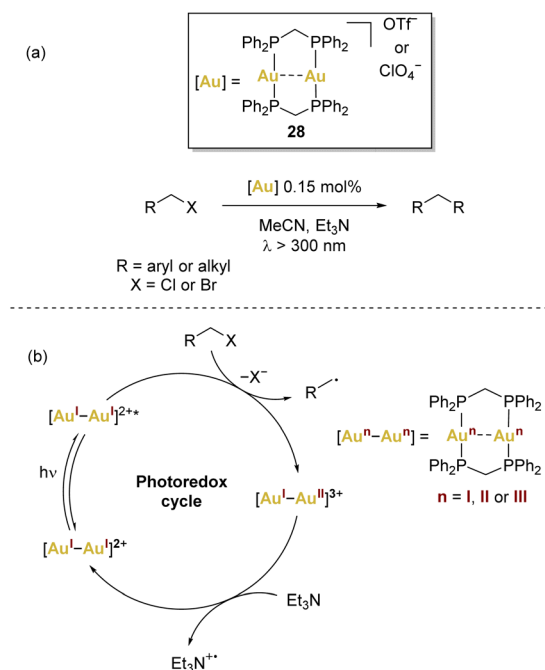 (a)
[Au] =
Ph₂P PPh₂
Au Au
Ph₂P PPh₂
28
OTf⁻
or
ClO₄⁻
R X
[Au] 0.15 mol%
MeCN, Et₃N
λ > 300 nm
R R
R = aryl or alkyl
X = Cl or Br
(b)
R X
–X⁻
R •
[Auᴵ–Auᴵ]²⁺*
hν
Photoredox
cycle
[Auᴵ–Auᴵᴵ]³⁺
[Auᴵ–Auᴵ]²⁺
Et₃N
Et₃N⁺•
[Auⁿ–Auⁿ] =
Ph₂P PPh₂
Auⁿ Auⁿ
Ph₂P PPh₂
n = I, II or III